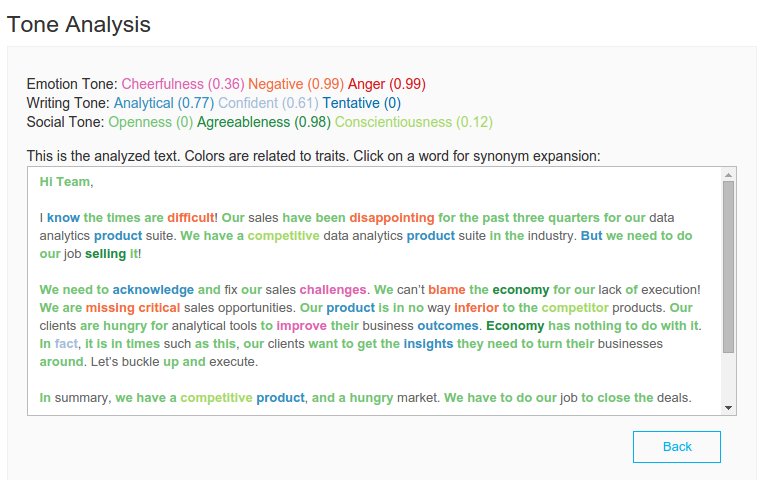 Tone Analysis
Emotion Tone: Cheerfulness (0.36) Negative (0.99) Anger (0.99)
Writing Tone: Analytical (0.77) Confident (0.61) Tentative (0)
Social Tone: Openness (0) Agreeableness (0.98) Conscientiousness (0.12)
This is the analyzed text. Colors are related to traits. Click on a word for synonym expansion:
Hi Team,
I know the times are difficult! Our sales have been disappointing for the past three quarters for our data
analytics product suite. We have a competitive data analytics product suite in the industry. But we need to do
our job selling it!
We need to acknowledge and fix our sales challenges. We can't blame the economy for our lack of execution!
We are missing critical sales opportunities. Our product is in no way inferior to the competitor products. Our
clients are hungry for analytical tools to improve their business outcomes. Economy has nothing to do with it.
In fact, it is in times such as this, our clients want to get the insights they need to turn their businesses
around. Let's buckle up and execute.
In summary, we have a competitive product, and a hungry market. We have to do our job to close the deals.
Back